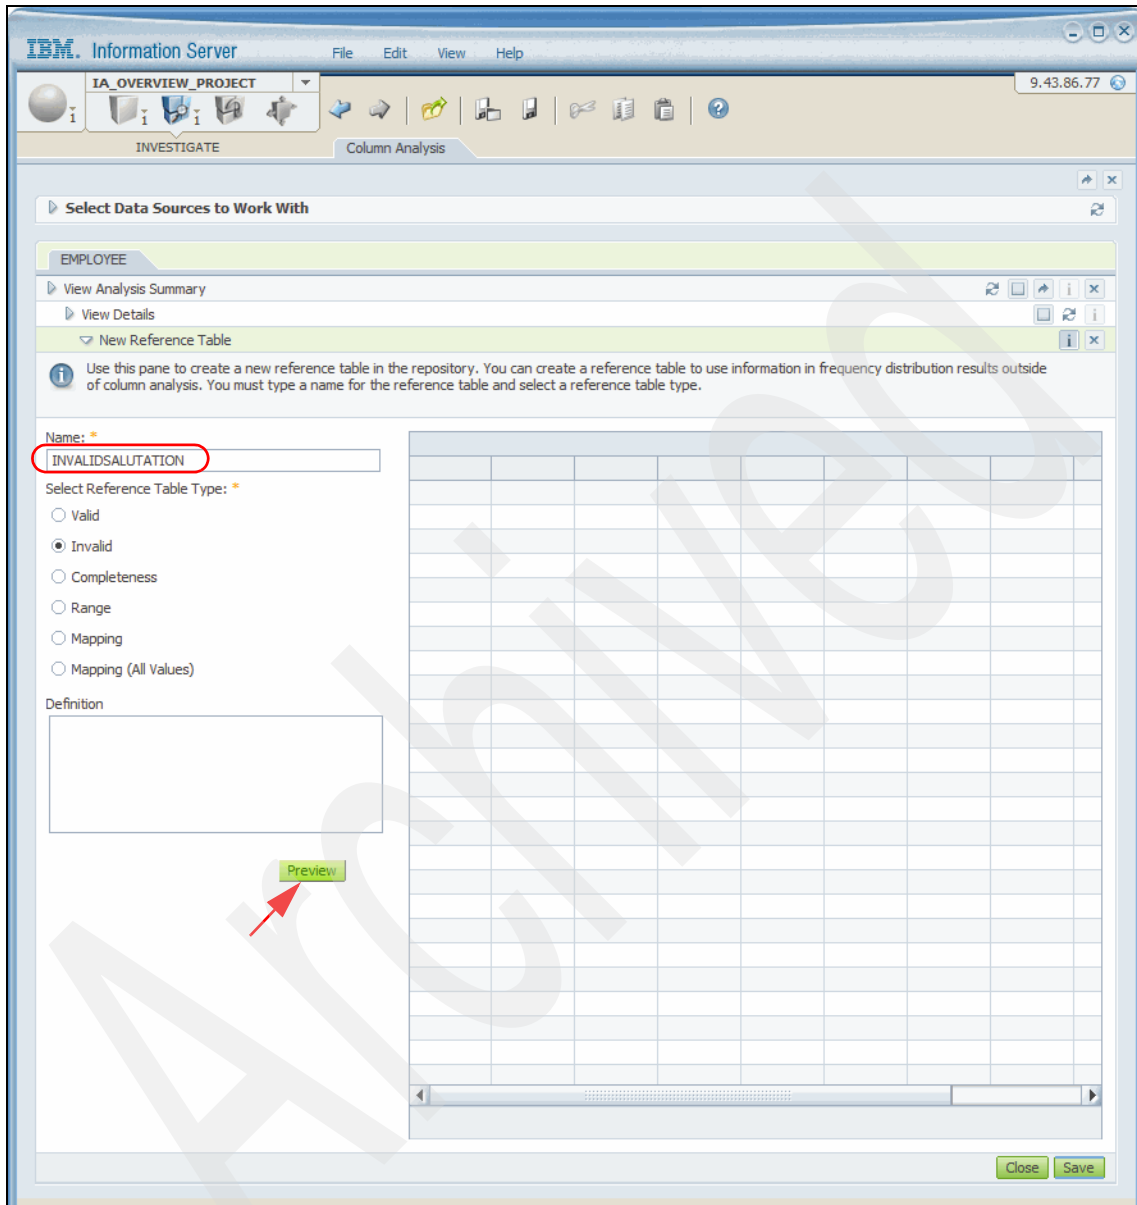 IBM. Information Server
File Edit View Help
IA_OVERVIEW_PROJECT
9.43.86.77
1
1
1
INVESTIGATE
Column Analysis
Select Data Sources to Work With
EMPLOYEE
View Analysis Summary
View Details
New Reference Table
Use this pane to create a new reference table in the repository. You can create a reference table to use information in frequency distribution results outside
of column analysis. You must type a name for the reference table and select a reference table type.
Name: *
INVALIDSALUTATION
Select Reference Table Type: *
Valid
Invalid
Completeness
Range
Mapping
Mapping (All Values)
Definition
Preview
Close Save
Archived